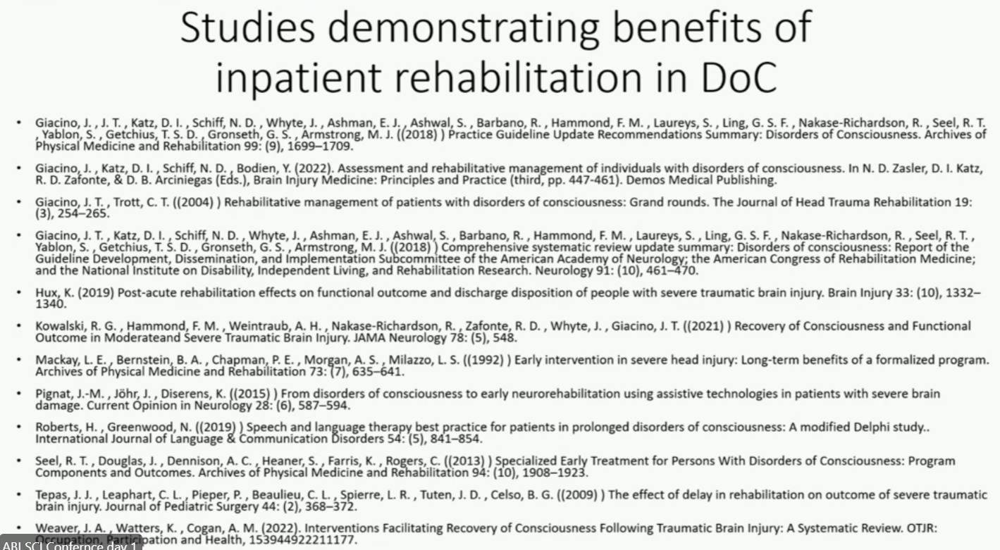 Studies demonstrating benefits of
inpatient rehabilitation in DoC
• Giacino, J. , J. T. , Katz, D. I. , Schiff, N. D. , Whyte, J. , Ashman, E. J. , Ashwal, S. , Barbano, R. , Hammond, F. M. , Laureys, S. , Ling, G. S. F. , Nakase-Richardson, R. , Seel, R. T.
, Yablon, S. , Getchius, T. S. D. , Gronseth, G. S. , Armstrong, M. J. ((2018) ) Practice Guideline Update Recommendations Summary: Disorders of Consciousness. Archives of
Physical Medicine and Rehabilitation 99: (9), 1699–1709.
• Giacino, J. , Katz, D. I. , Schiff, N. D. , Bodien, Y. (2022). Assessment and rehabilitative management of individuals with disorders of consciousness. In N. D. Zasler, D. I. Katz,
R. D. Zafonte, & D. B. Arciniegas (Eds.), Brain Injury Medicine: Principles and Practice (third, pp. 447-461). Demos Medical Publishing.
• Giacino, J. T. , Trott, C. T. ((2004) ) Rehabilitative management of patients with disorders of consciousness: Grand rounds. The Journal of Head Trauma Rehabilitation 19:
(3), 254–265.
• Giacino, J. T. , Katz, D. I. , Schiff, N. D. , Whyte, J. , Ashman, E. J. , Ashwal, S. , Barbano, R. , Hammond, F. M. , Laureys, S. , Ling, G. S. F. , Nakase-Richardson, R. , Seel, R. T. ,
Yablon, S. , Getchius, T. S. D. , Gronseth, G. S. , Armstrong, M. J. ((2018) ) Comprehensive systematic review update summary: Disorders of consciousness: Report of the
Guideline Development, Dissemination, and Implementation Subcommittee of the American Academy of Neurology; the American Congress of Rehabilitation Medicine;
and the National Institute on Disability, Independent Living, and Rehabilitation Research. Neurology 91: (10), 461–470.
• Hux, K. (2019) Post-acute rehabilitation effects on functional outcome and discharge disposition of people with severe traumatic brain injury. Brain Injury 33: (10), 1332–
1340.
• Kowalski, R. G. , Hammond, F. M. , Weintraub, A. H. , Nakase-Richardson, R. , Zafonte, R. D. , Whyte, J. , Giacino, J. T. ((2021) ) Recovery of Consciousness and Functional
Outcome in Moderateand Severe Traumatic Brain Injury. JAMA Neurology 78: (5), 548.
• Mackay, L. E. , Bernstein, B. A. , Chapman, P. E. , Morgan, A. S. , Milazzo, L. S. ((1992) ) Early intervention in severe head injury: Long-term benefits of a formalized program.
Archives of Physical Medicine and Rehabilitation 73: (7), 635–641.
• Pignat, J.-M. , Jöhr, J. , Diserens, K. ((2015) ) From disorders of consciousness to early neurorehabilitation using assistive technologies in patients with severe brain
damage. Current Opinion in Neurology 28: (6), 587–594.
• Roberts, H. , Greenwood, N. ((2019) ) Speech and language therapy best practice for patients in prolonged disorders of consciousness: A modified Delphi study..
International Journal of Language & Communication Disorders 54: (5), 841–854.
• Seel, R. T. , Douglas, J. , Dennison, A. C. , Heaner, S. , Farris, K. , Rogers, C. ((2013) ) Specialized Early Treatment for Persons With Disorders of Consciousness: Program
Components and Outcomes. Archives of Physical Medicine and Rehabilitation 94: (10), 1908–1923.
• Tepas, J. J. , Leaphart, C. L. , Pieper, P. , Beaulieu, C. L. , Spierre, L. R. , Tuten, J. D. , Celso, B. G. ((2009) ) The effect of delay in rehabilitation on outcome of severe traumatic
brain injury. Journal of Pediatric Surgery 44: (2), 368–372.
• Weaver, J. A. , Watters, K. , Cogan, A. M. (2022). Interventions Facilitating Recovery of Consciousness Following Traumatic Brain Injury: A Systematic Review. OTJR:
Occupation, Participation and Health, 153944922211177.
ABI SCI Confernce day 1